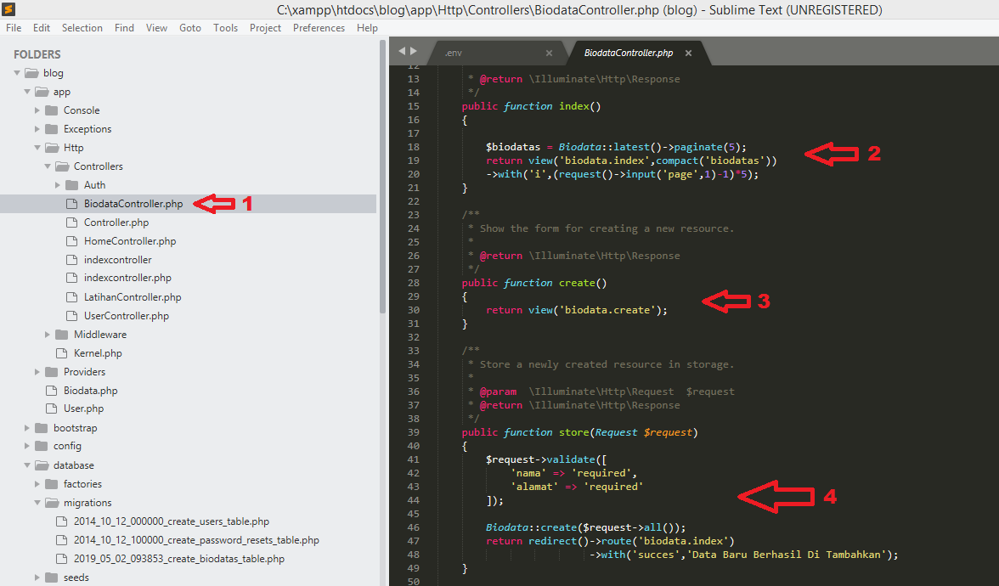 C:\xampp\htdocs\blog\app\Http\Controllers\BiodataController.php (blog) - Sublime Text (UNREGISTERED)
File Edit Selection Find View Goto Tools Project Preferences Help
FOLDERS
blog
app
Console
Exceptions
Http
Controllers
Auth
BiodataController.php 1
Controller.php
HomeController.php
indexcontroller
indexcontroller.php
LatihanController.php
UserController.php
Middleware
Kernel.php
Providers
Biodata.php
User.php
bootstrap
config
database
factories
migrations
2014_10_12_000000_create_users_table.php
2014_10_12_100000_create_password_resets_table.php
2019_05_02_093853_create_biodatas_table.php
seeds
.env × BiodataController.php ×
12
13 * @return \Illuminate\Http\Response
14 */
15 public function index()
16 {
17
18 $biodatas = Biodata::latest()->paginate(5);
19 return view('biodata.index',compact('biodatas')) 2
20 ->with('i',(request()->input('page',1)-1)*5);
21 }
22
23 /**
24 * Show the form for creating a new resource.
25 *
26 * @return \Illuminate\Http\Response
27 */
28 public function create()
29 { 3
30 return view('biodata.create');
31 }
32
33 /**
34 * Store a newly created resource in storage.
35 *
36 * @param \Illuminate\Http\Request $request
37 * @return \Illuminate\Http\Response
38 */
39 public function store(Request $request)
40 {
41 $request->validate([
42 'nama' => 'required',
43 'alamat' => 'required'
44 ]); 4
45
46 Biodata::create($request->all());
47 return redirect()->route('biodata.index')
48 ->with('succes','Data Baru Berhasil Di Tambahkan');
49 }
50